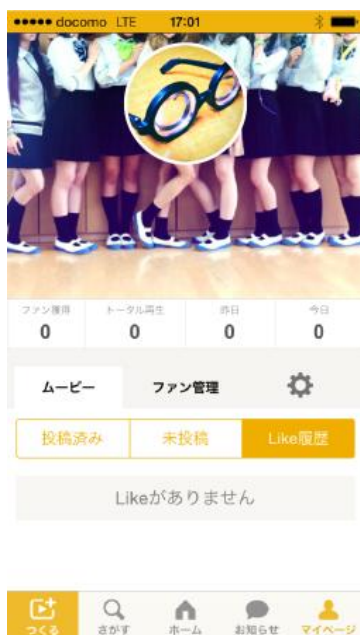 docomo LTE 17:01
ファン獲得 トータル再生 昨日 今日
0 0 0 0
ムービー ファン管理
投稿済み 未投稿 Like履歴
Likeがありません
つくる さがす ホーム お知らせ マイページ